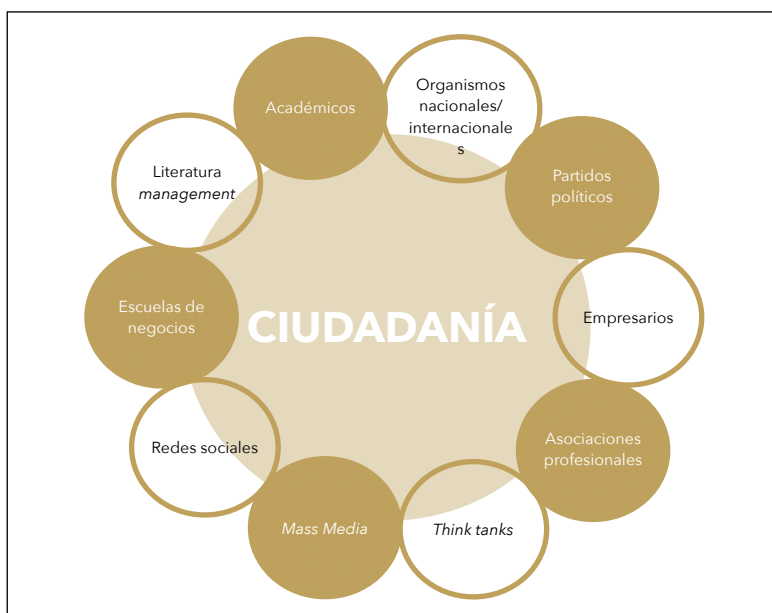 Organismos
nacionales/
internacionale
s
Académicos
Partidos
políticos
Literatura
management
Empresarios
Escuelas de
negocios
CIUDADANÍA
Asociaciones
profesionales
Redes sociales
Mass Media
Think tanks